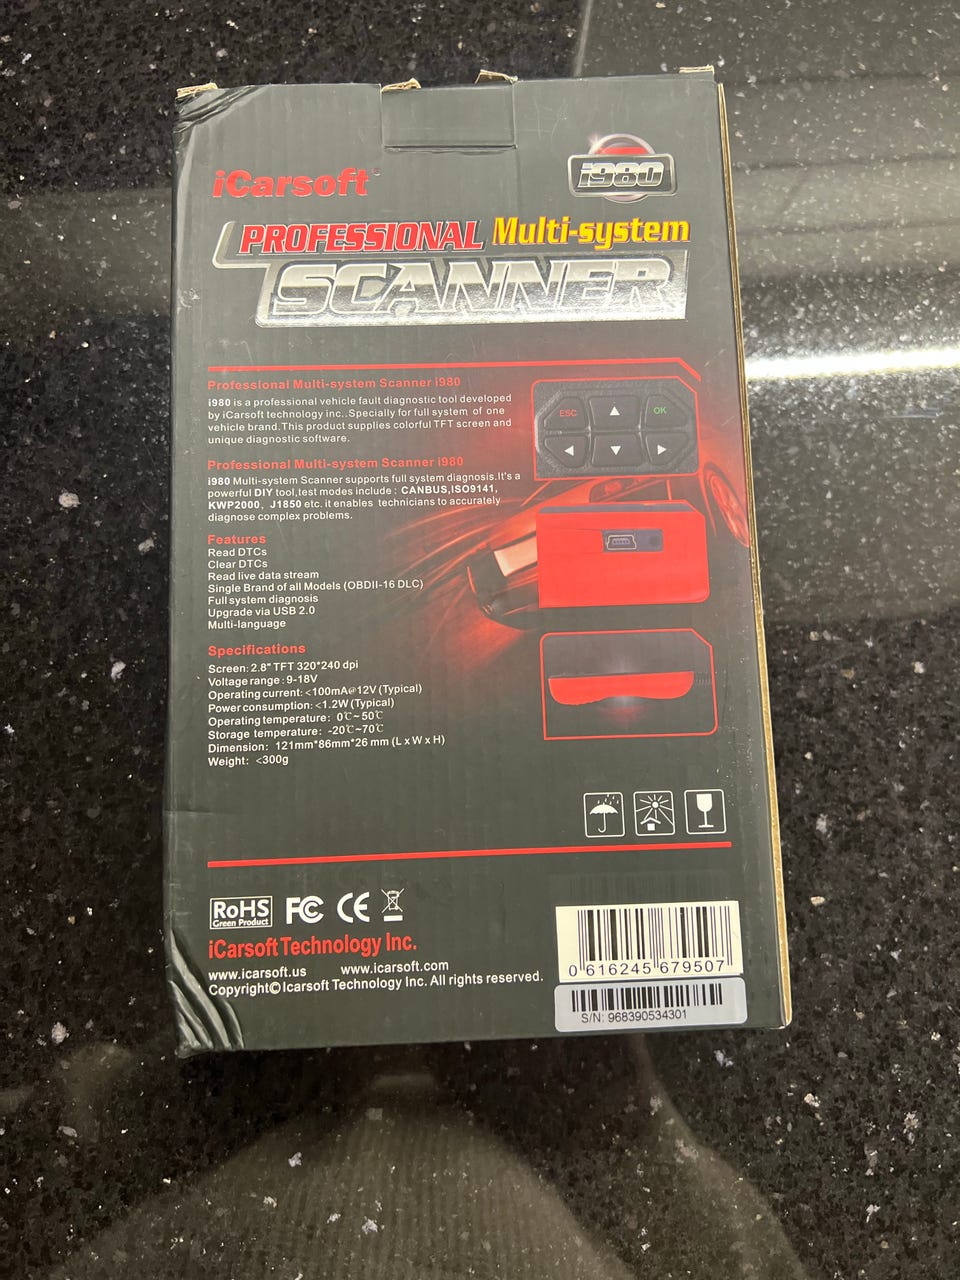 iCarsoft
i980
PROFESSIONAL Multi-system
SCANNER
Professional Multi-system Scanner i980
i980 is a professional vehicle fault diagnostic tool developed
by iCarsoft technology inc..Specially for full system of one
vehicle brand.This product supplies colorful TFT screen and
unique diagnostic software.
Professional Multi-system Scanner i980
i980 Multi-system Scanner supports full system diagnosis.It's a
powerful DIY tool,test modes include : CANBUS,ISO9141,
KWP2000、J1850 etc. it enables technicians to accurately
diagnose complex problems.
Features
Read DTCs
Clear DTCs
Read live data stream
Single Brand of all Models (OBDII-16 DLC)
Full system diagnosis
Upgrade via USB 2.0
Multi-language
Specifications
Screen: 2.8" TFT 320*240 dpi
Voltage range: 9-18V
Operating current: <100mA@12V (Typical)
Power consumption: <1.2W (Typical)
Operating temperature: 0℃~50℃
Storage temperature: -20℃~70℃
Dimension: 121mm*86mm*26 mm (L x W x H)
Weight: <300g
ESC
OK
RoHS
Green Product
FC
CE
iCarsoft Technology Inc.
www.icarsoft.us www.icarsoft.com
Copyright©Icarsoft Technology Inc. All rights reserved.
0 616245 679507
S/N: 968390534301